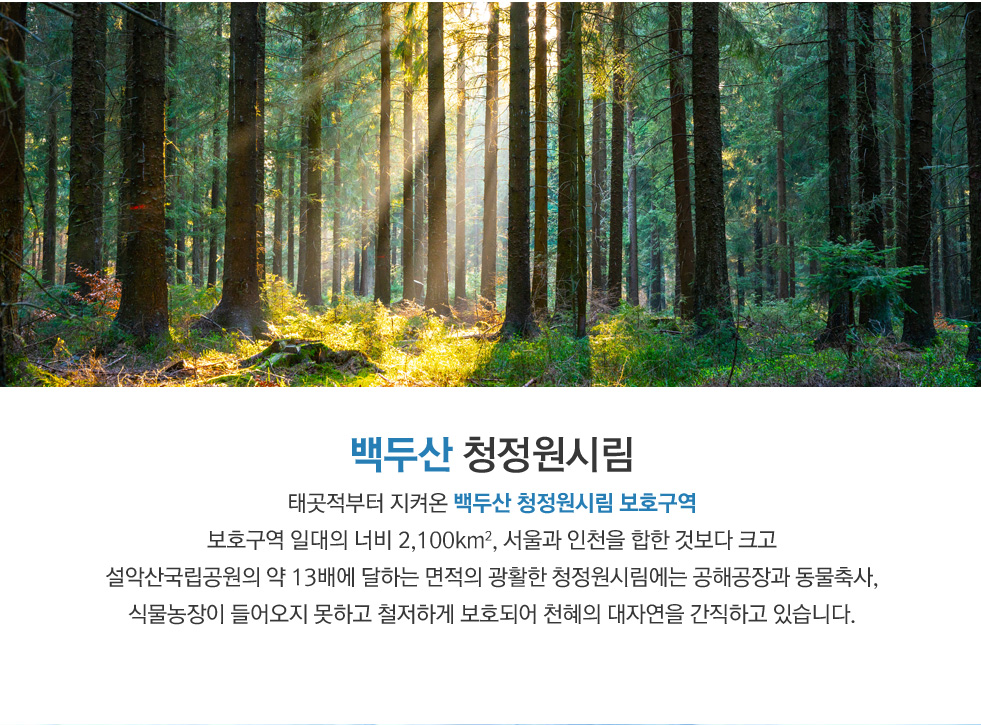 백두산 청정원시림
태곳적부터 지켜온 백두산 청정원시림 보호구역
보호구역 일대의 너비 2,100km², 서울과 인천을 합한 것보다 크고
설악산국립공원의 약 13배에 달하는 면적의 광활한 청정원시림에는 공해공장과 동물축사,
식물농장이 들어오지 못하고 철저하게 보호되어 천혜의 대자연을 간직하고 있습니다.